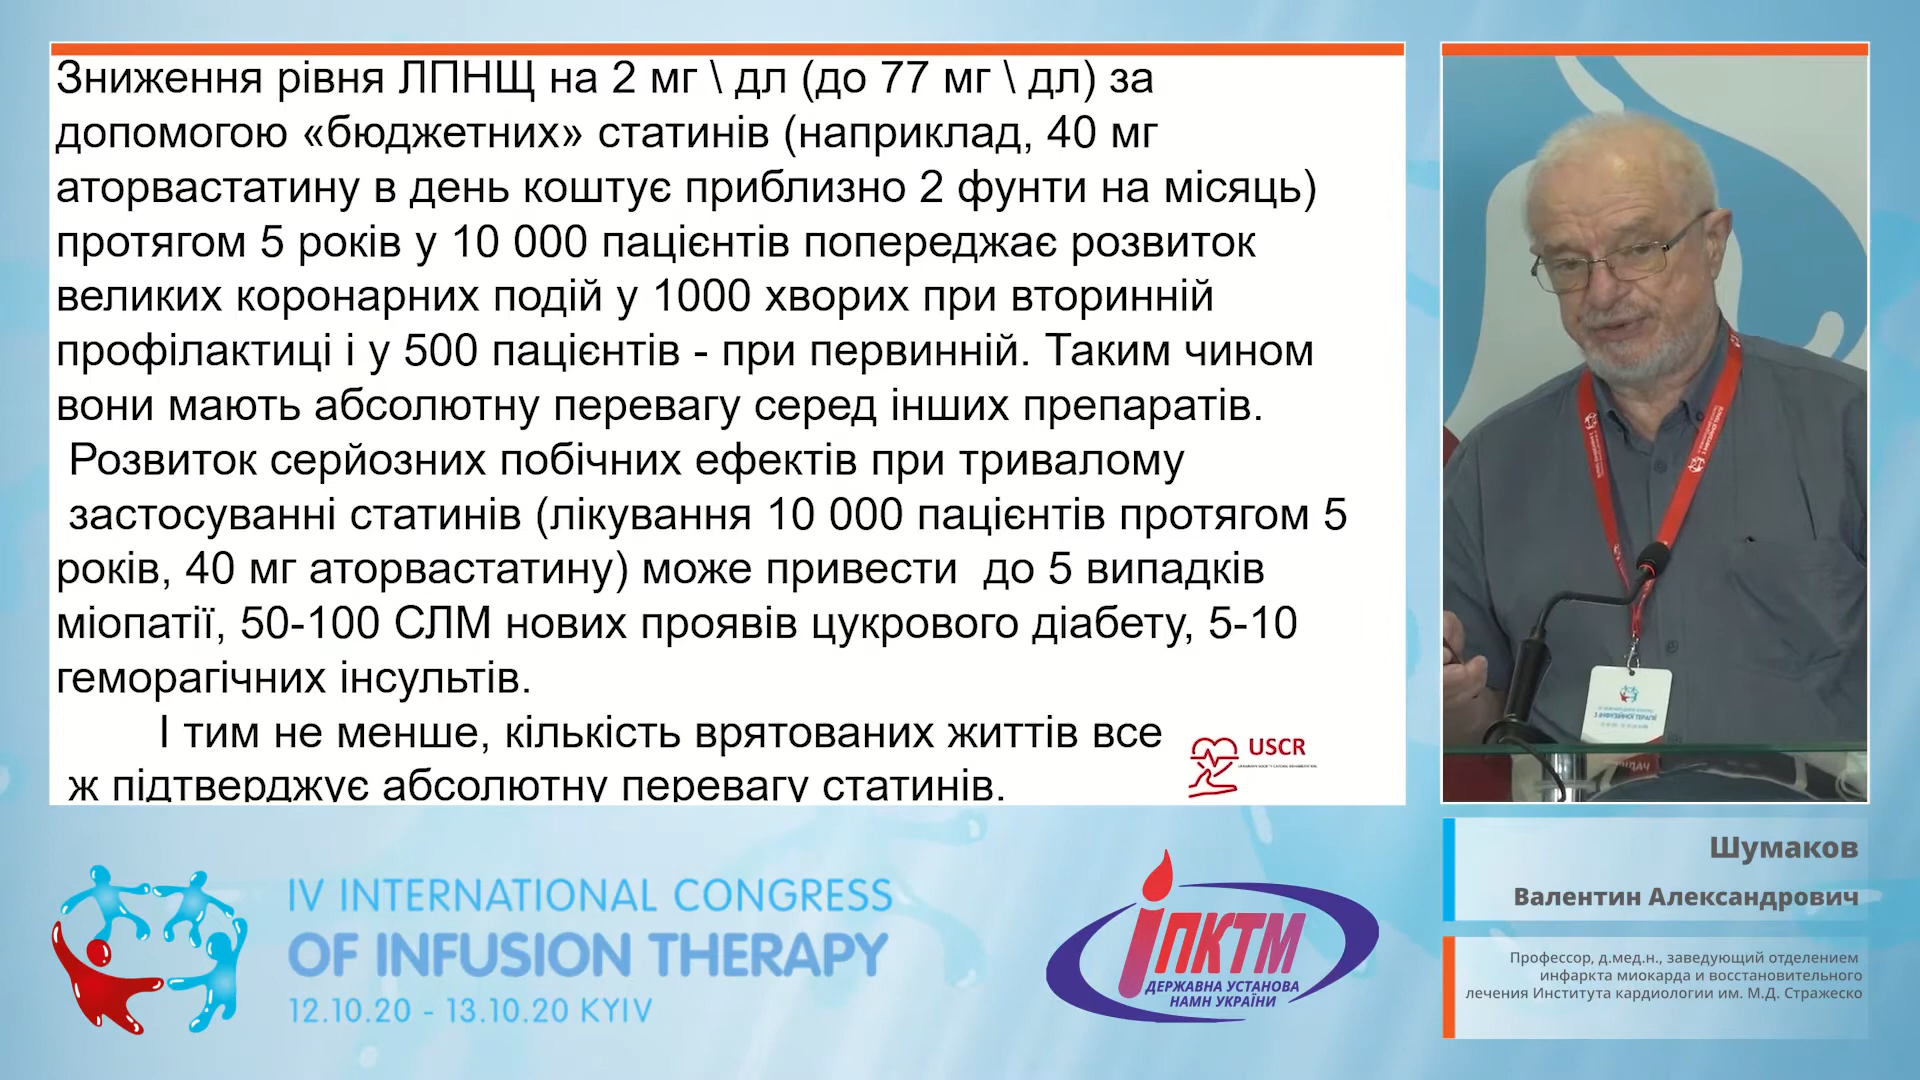 Зниження рівня ЛПНЩ на 2 мг \ дл (до 77 мг \ дл) за
допомогою «бюджетних» статинів (наприклад, 40 мг
аторвастатину в день коштує приблизно 2 фунти на місяць)
протягом 5 років у 10 000 пацієнтів попереджає розвиток
великих коронарних подій у 1000 хворих при вторинній
профілактиці і у 500 пацієнтів - при первинній. Таким чином
вони мають абсолютну перевагу серед інших препаратів.
Розвиток серйозних побічних ефектів при тривалому
застосуванні статинів (лікування 10 000 пацієнтів протягом 5
років, 40 мг аторвастатину) може привести до 5 випадків
міопатії, 50-100 СЛМ нових проявів цукрового діабету, 5-10
геморагічних інсультів.
І тим не менше, кількість врятованих життів все
ж підтверджує абсолютну перевагу статинів.
USCR
IV INTERNATIONAL CONGRESS
OF INFUSION THERAPY
12.10.20 - 13.10.20 KYIV
іПКТМ
ДЕРЖАВНА УСТАНОВА
НАМН УКРАЇНИ
Шумаков
Валентин Александрович
Профессор, д.мед.н., заведующий отделением
инфаркта миокарда и восстановительного
лечения Института кардиологии им. М.Д. Стражеско